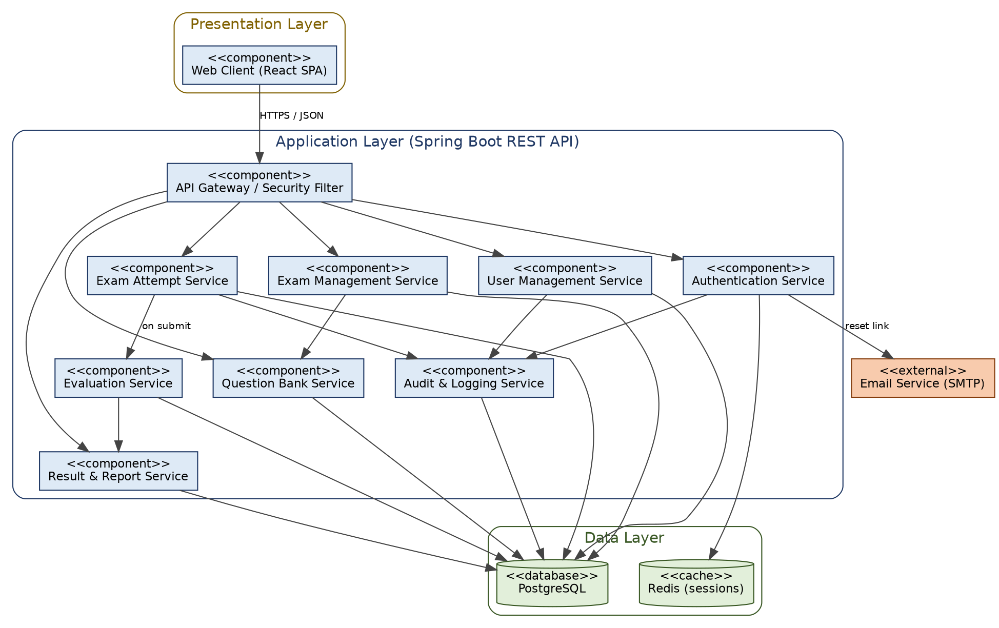 Presentation Layer
<<component>>
Web Client (React SPA)
HTTPS / JSON
Application Layer (Spring Boot REST API)
<<component>>
API Gateway / Security Filter
<<component>>
Exam Attempt Service
<<component>>
Exam Management Service
<<component>>
User Management Service
<<component>>
Authentication Service
on submit
reset link
<<component>>
Evaluation Service
<<component>>
Question Bank Service
<<component>>
Audit & Logging Service
<<external>>
Email Service (SMTP)
<<component>>
Result & Report Service
Data Layer
<<database>>
PostgreSQL
<<cache>>
Redis (sessions)